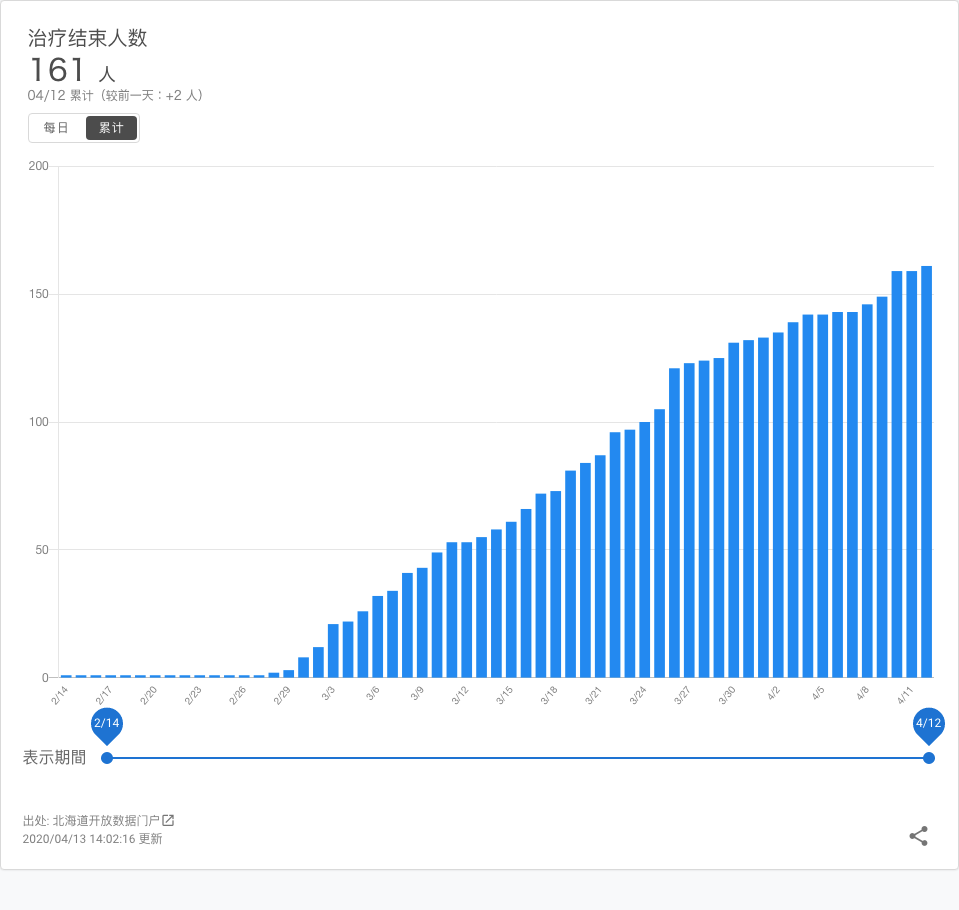 治疗结束人数
161 人
04/12 累计（较前一天：+2 人）
每日 累计
200
150
100
50
0
2/14 2/17 2/20 2/23 2/26 2/29 3/3 3/6 3/9 3/12 3/15 3/18 3/21 3/24 3/27 3/30 4/2 4/5 4/8 4/11
2/14 4/12
表示期間
出处: 北海道开放数据门户
2020/04/13 14:02:16 更新